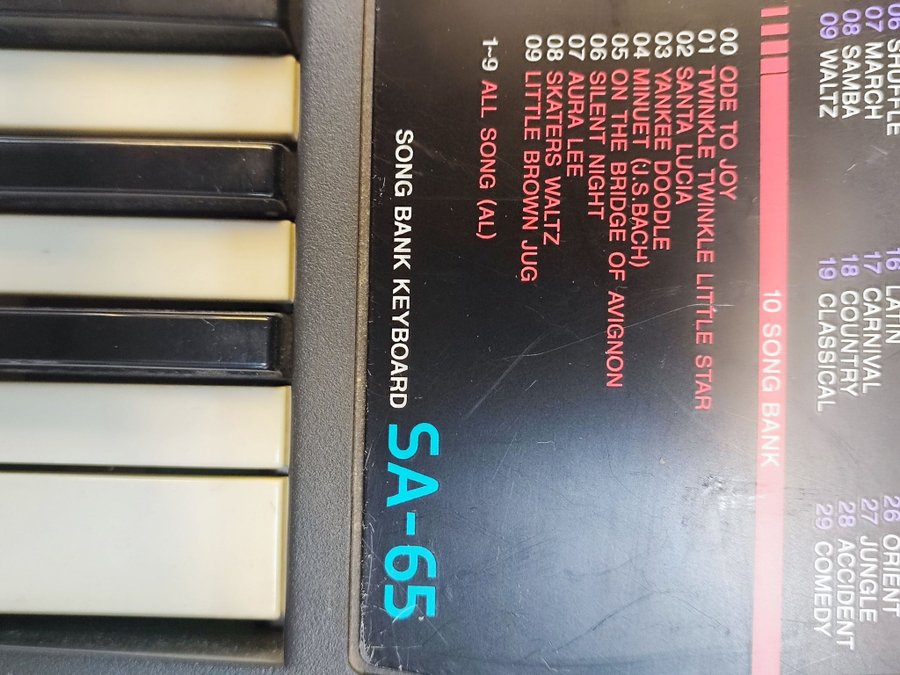 06 SHUFFLE 16 LATIN 26 ORIENT
07 MARCH 17 CARNIVAL 27 JUNGLE
08 SAMBA 18 COUNTRY 28 ACCIDENT
09 WALTZ 19 CLASSICAL 29 COMEDY
10 SONG BANK
00 ODE TO JOY
01 TWINKLE TWINKLE LITTLE STAR
02 SANTA LUCIA
03 YANKEE DOODLE
04 MINUET (J.S.BACH)
05 ON THE BRIDGE OF AVIGNON
06 SILENT NIGHT
07 AURA LEE
08 SKATERS WALTZ
09 LITTLE BROWN JUG
1~9 ALL SONG (AL)
SONG BANK KEYBOARD SA-65